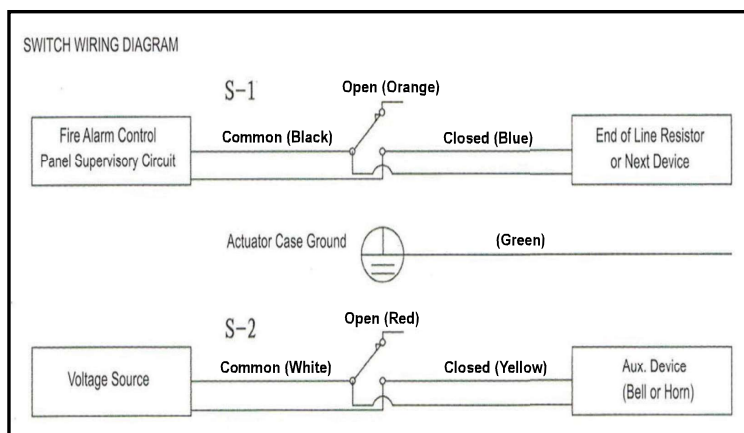 SWITCH WIRING DIAGRAM
S-1
Open (Orange)
Fire Alarm Control
Panel Supervisory Circuit
Common (Black)
Closed (Blue)
End of Line Resistor
or Next Device
Actuator Case Ground
(Green)
S-2
Open (Red)
Voltage Source
Common (White)
Closed (Yellow)
Aux. Device
(Bell or Horn)